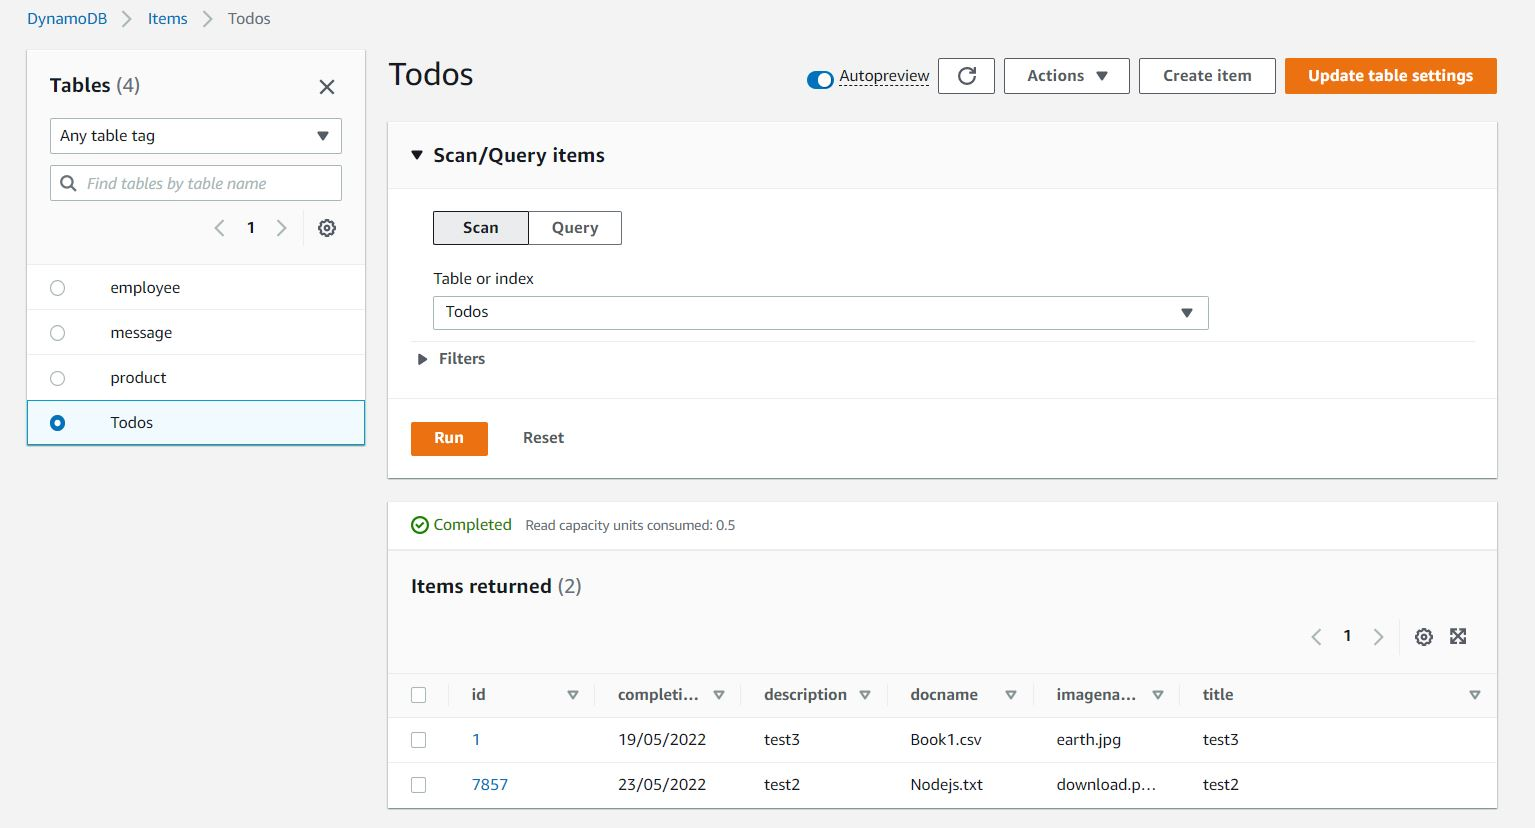 DynamoDB > Items > Todos
Tables (4)
Any table tag
Find tables by table name
1
employee
message
product
Todos
Todos
Autopreview
Actions
Create item
Update table settings
Scan/Query items
Scan Query
Table or index
Todos
Filters
Run Reset
Completed Read capacity units consumed: 0.5
Items returned (2)
1
id completi... description docname imagena... title
1 19/05/2022 test3 Book1.csv earth.jpg test3
7857 23/05/2022 test2 Nodejs.txt download.p... test2